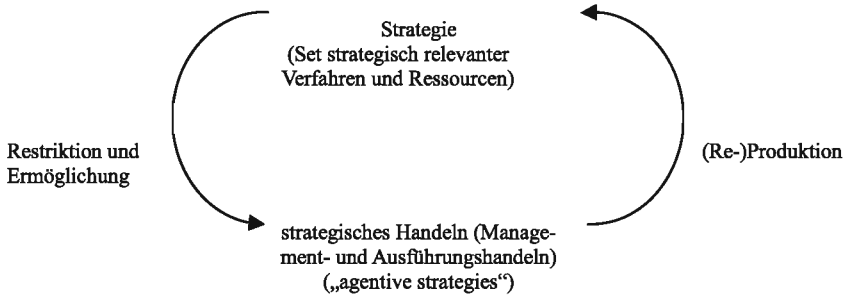 Strategie
(Set strategisch relevanter
Verfahren und Ressourcen)
Restriktion und
Ermöglichung
(Re-)Produktion
strategisches Handeln (Manage-
ment- und Ausführungshandeln)
(„agentive strategies“)